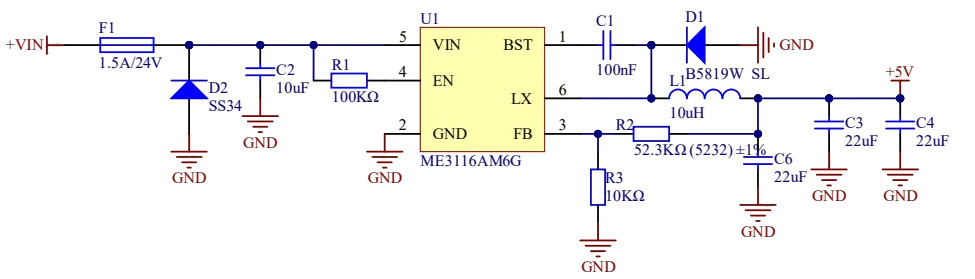 +VIN
F1
1.5A/24V
D2
SS34
C2
10uF
GND
GND
R1
100KΩ
U1
5 VIN BST 1
4 EN
LX 6
2 GND FB 3
ME3116AM6G
GND
C1
100nF
D1
B5819W SL
GND
L1
10uH
R2
52.3KΩ(5232) ±1%
R3
10KΩ
GND
C6
22uF
GND
+5V
C3
22uF
GND
C4
22uF
GND